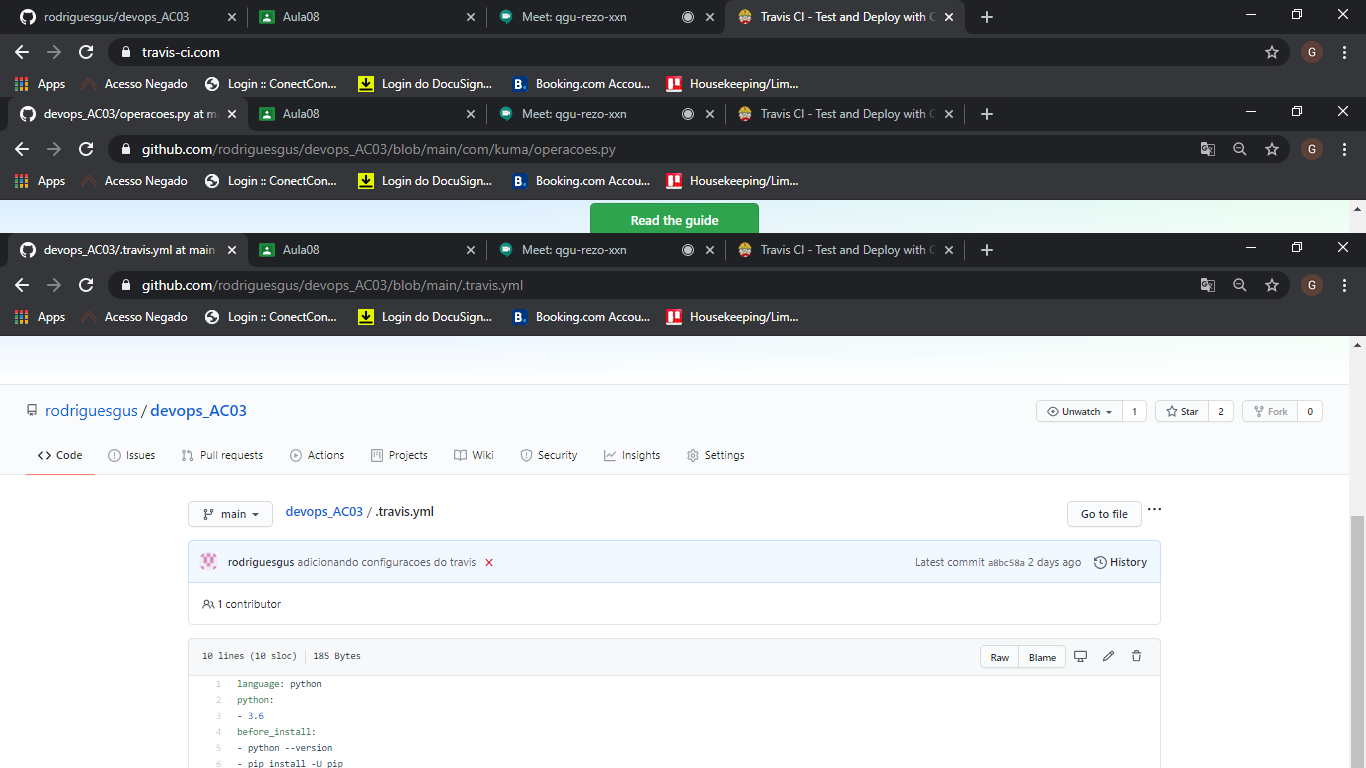 rodriguesgus/devops_AC03 Aula08 Meet: qgu-rezo-xxn Travis CI - Test and Deploy with
travis-ci.com G
Apps Acesso Negado Login :: ConectCon... Login do DocuSign... B. Booking.com Accou... Housekeeping/Lim...
devops_AC03/operacoes.py at m Aula08 Meet: qgu-rezo-xxn Travis CI - Test and Deploy with
github.com/rodriguesgus/devops_AC03/blob/main/com/kuma/operacoes.py G
Apps Acesso Negado Login :: ConectCon... Login do DocuSign... B. Booking.com Accou... Housekeeping/Lim...
Read the guide
devops_AC03/.travis.yml at main Aula08 Meet: qgu-rezo-xxn Travis CI - Test and Deploy with
github.com/rodriguesgus/devops_AC03/blob/main/.travis.yml G
Apps Acesso Negado Login :: ConectCon... Login do DocuSign... B. Booking.com Accou... Housekeeping/Lim...
rodriguesgus / devops_AC03 Unwatch 1 Star 2 Fork 0
Code Issues Pull requests Actions Projects Wiki Security Insights Settings
main devops_AC03 / .travis.yml Go to file ...
rodriguesgus adicionando configuracoes do travis Latest commit a8bc58a 2 days ago History
1 contributor
10 lines (10 sloc) 185 Bytes Raw Blame
1 language: python
2 python:
3 - 3.6
4 before_install:
5 - python --version
6 - pip install -U pip